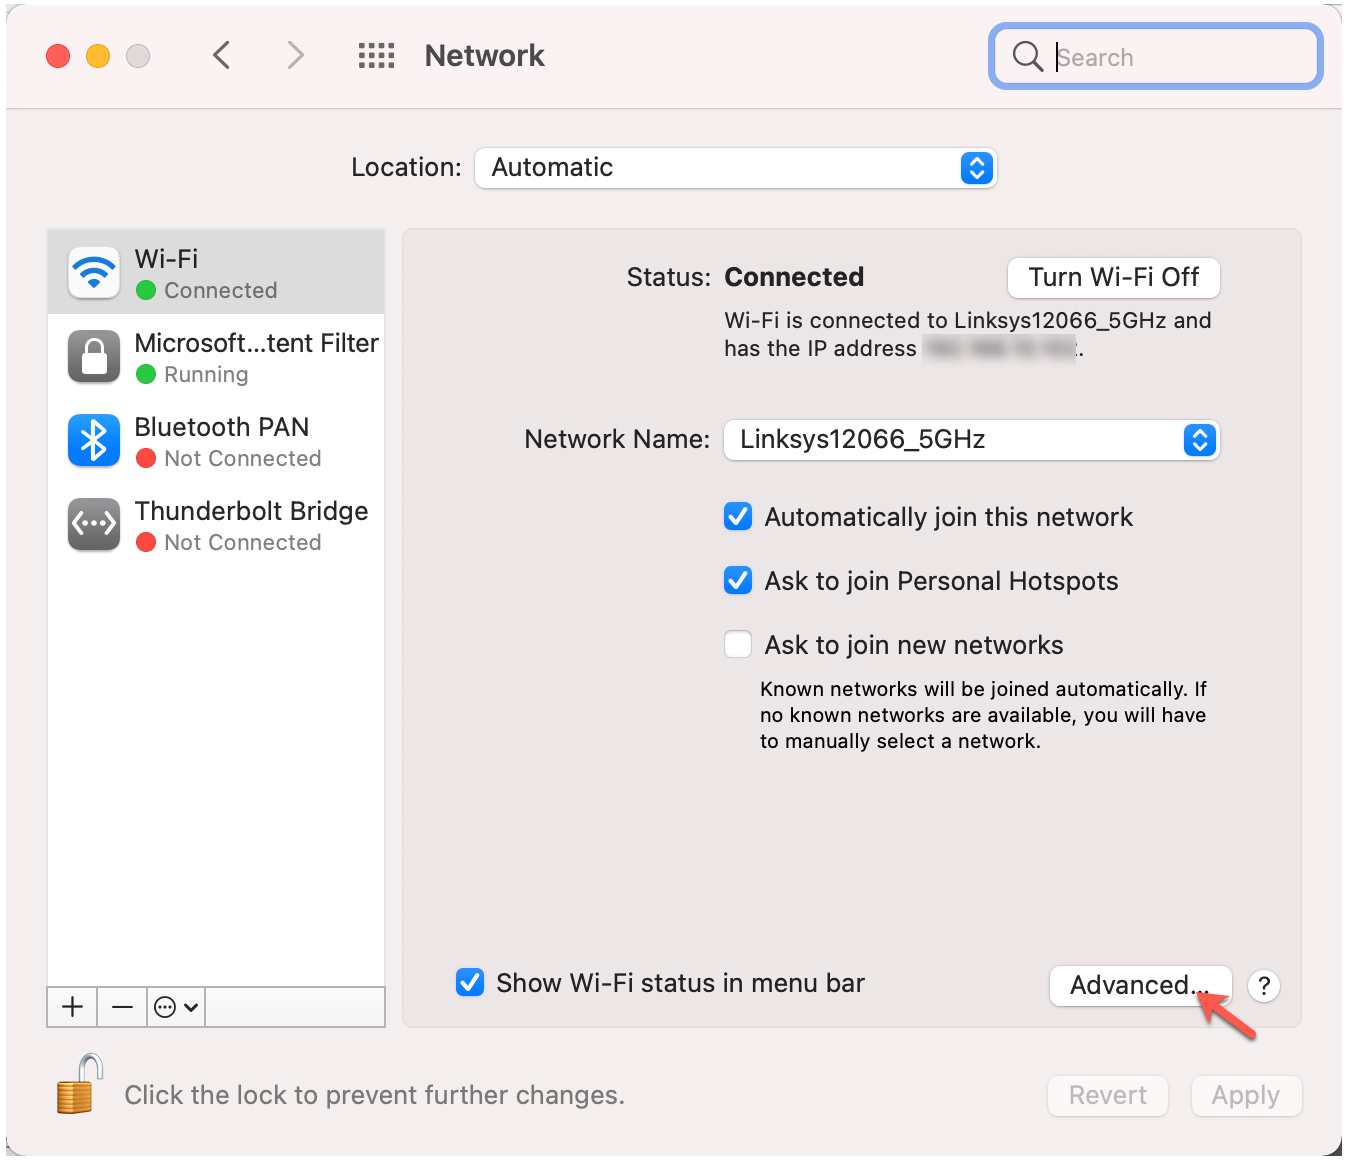 Network
Search
Location: Automatic
Wi-Fi
Connected
Microsoft...tent Filter
Running
Bluetooth PAN
Not Connected
Thunderbolt Bridge
Not Connected
Status: Connected
Turn Wi-Fi Off
Wi-Fi is connected to Linksys12066_5GHz and
has the IP address
Network Name: Linksys12066_5GHz
Automatically join this network
Ask to join Personal Hotspots
Ask to join new networks
Known networks will be joined automatically. If
no known networks are available, you will have
to manually select a network.
Show Wi-Fi status in menu bar
Advanced...
?
Click the lock to prevent further changes.
Revert
Apply